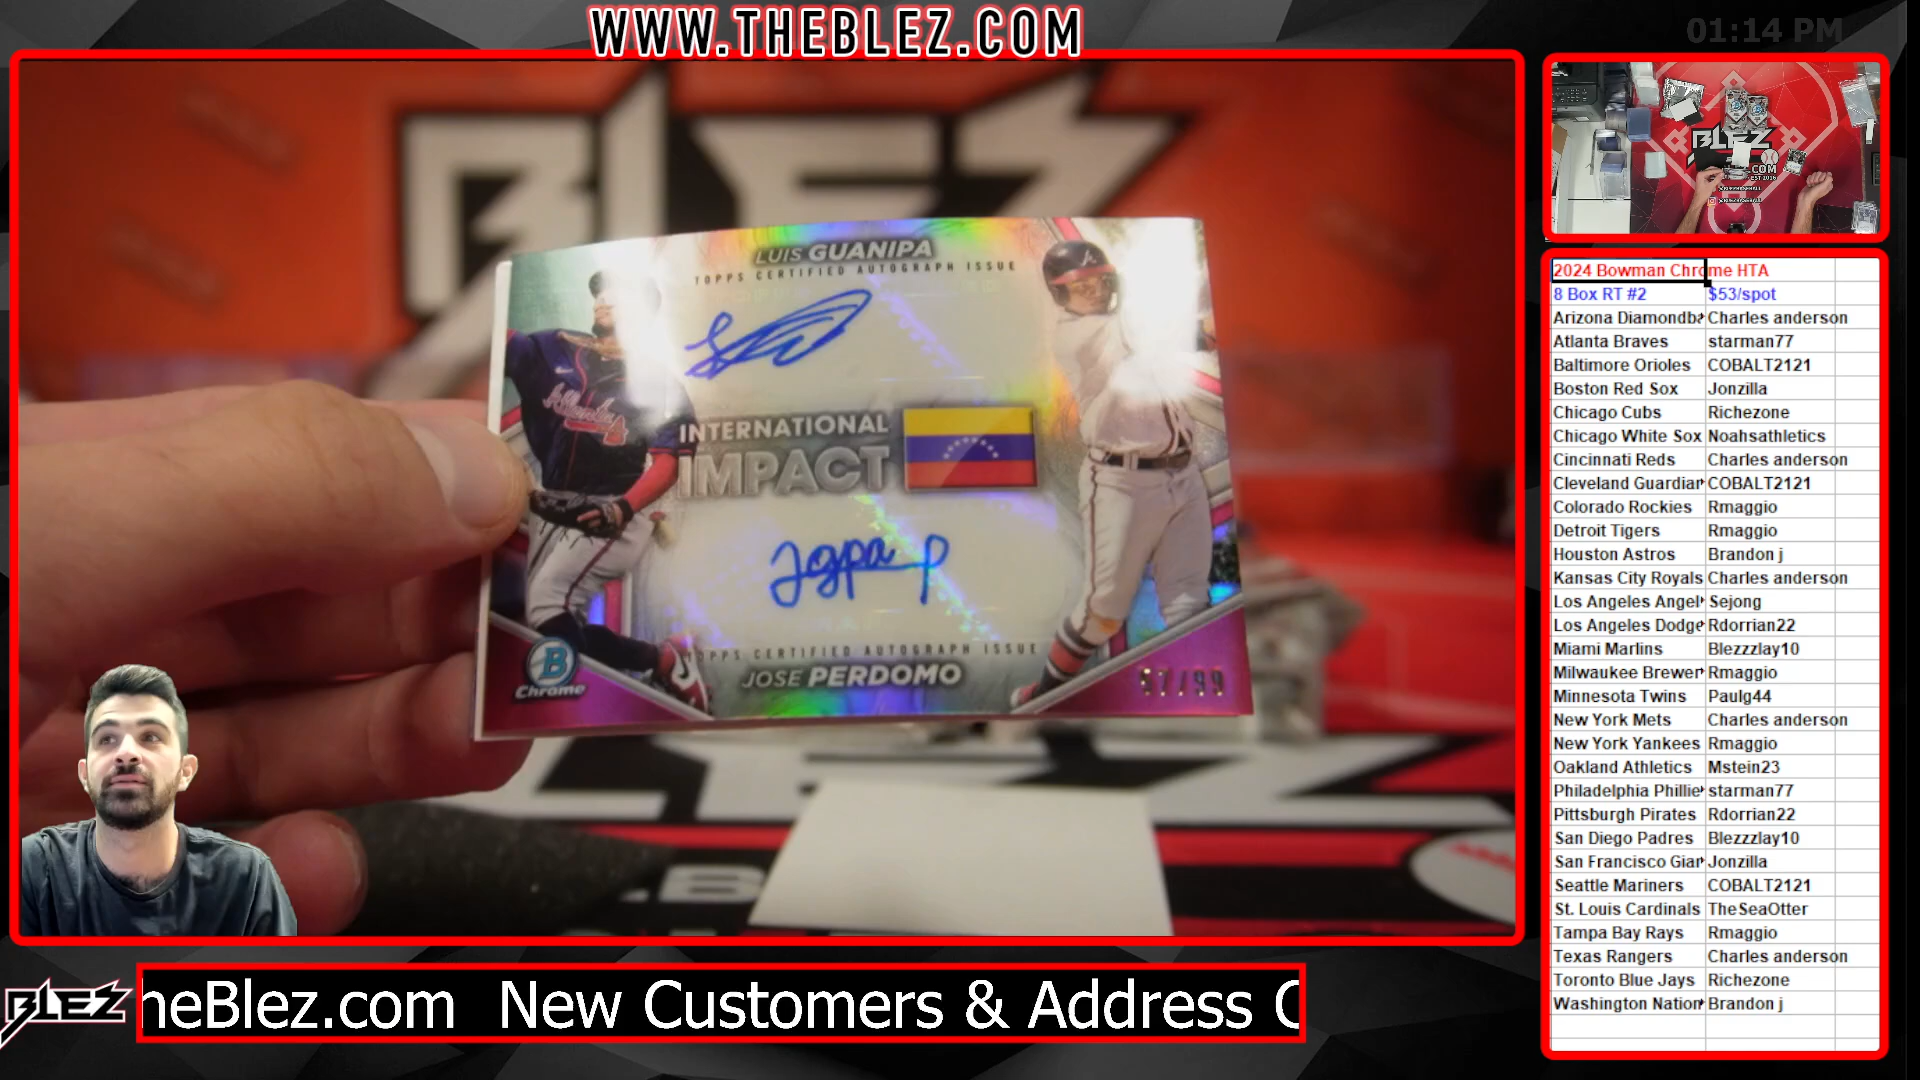 WWW.THEBLEZ.COM
01:14 PM
BLEZ
LUIS GUANIPA
TOPPS CERTIFIED AUTOGRAPH ISSUE
INTERNATIONAL
IMPACT
TOPPS CERTIFIED AUTOGRAPH ISSUE
JOSE PERDOMO
B
Chrome
57/99
BLEZ
.COM
2024 Bowman Chrome HTA
8 Box RT #2 $53/spot
Arizona Diamondba Charles anderson
Atlanta Braves starman77
Baltimore Orioles COBALT2121
Boston Red Sox Jonzilla
Chicago Cubs Richezone
Chicago White Sox Noahsathletics
Cincinnati Reds Charles anderson
Cleveland Guardian COBALT2121
Colorado Rockies Rmaggio
Detroit Tigers Rmaggio
Houston Astros Brandon j
Kansas City Royals Charles anderson
Los Angeles Angel Sejong
Los Angeles Dodge Rdorrian22
Miami Marlins Blezzzlay10
Milwaukee Brewer Rmaggio
Minnesota Twins Paulg44
New York Mets Charles anderson
New York Yankees Rmaggio
Oakland Athletics Mstein23
Philadelphia Phillie starman77
Pittsburgh Pirates Rdorrian22
San Diego Padres Blezzzlay10
San Francisco Gian Jonzilla
Seattle Mariners COBALT2121
St. Louis Cardinals TheSeaOtter
Tampa Bay Rays Rmaggio
Texas Rangers Charles anderson
Toronto Blue Jays Richezone
Washington Nation Brandon j
BLEZ
heBlez.com New Customers & Address C